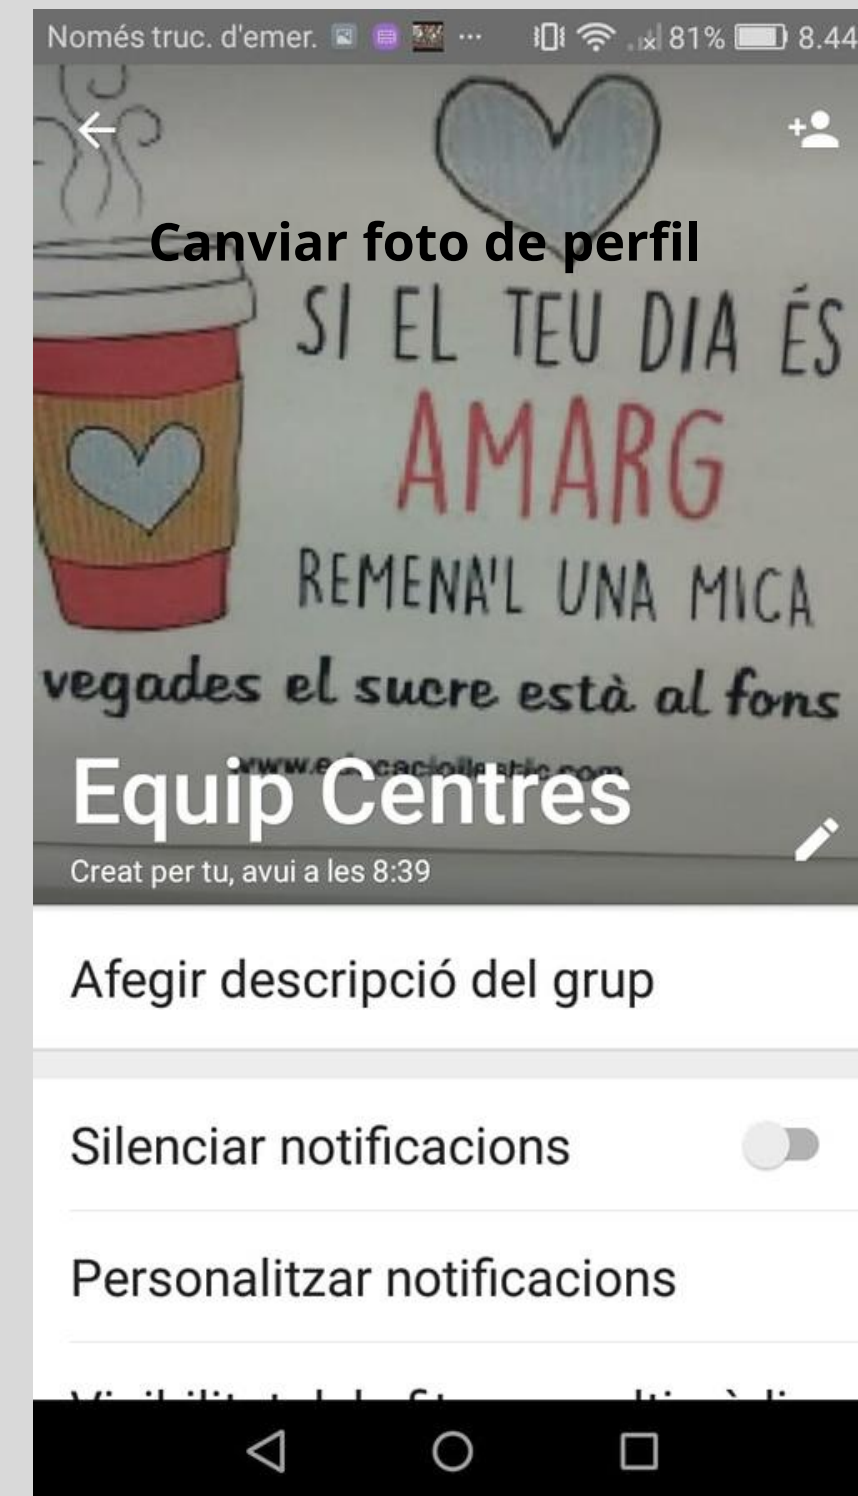 Només truc. d'emer. ... 81% 8.44
Canviar foto de perfil
SI EL TEU DIA ÉS
AMARG
REMENA'L UNA MICA
vegades el sucre està al fons
Equip Centres
Creat per tu, avui a les 8:39
Afegir descripció del grup
Silenciar notificacions
Personalitzar notificacions